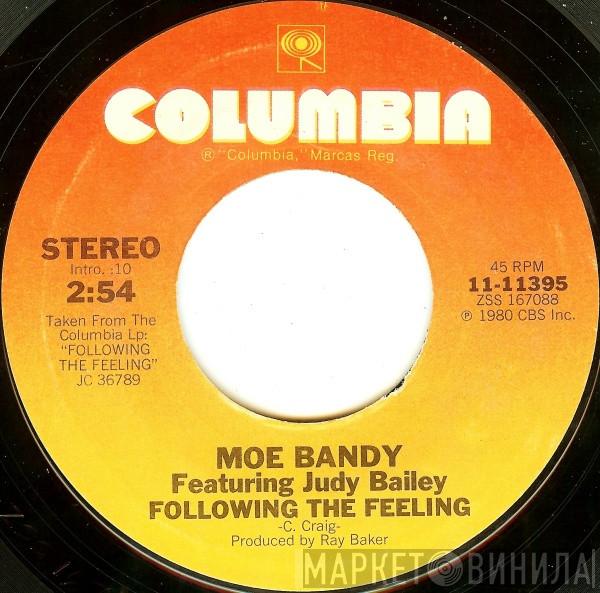 COLUMBIA
® "Columbia," Marcas Reg.
STEREO
Intro. :10
2:54
Taken From The
Columbia Lp:
"FOLLOWING
THE FEELING"
JC 36789
45 RPM
11-11395
ZSS 167088
℗ 1980 CBS Inc.
MOE BANDY
Featuring Judy Bailey
FOLLOWING THE FEELING
-C. Craig-
Produced by Ray Baker
МАРКЕТ ВИНИЛА